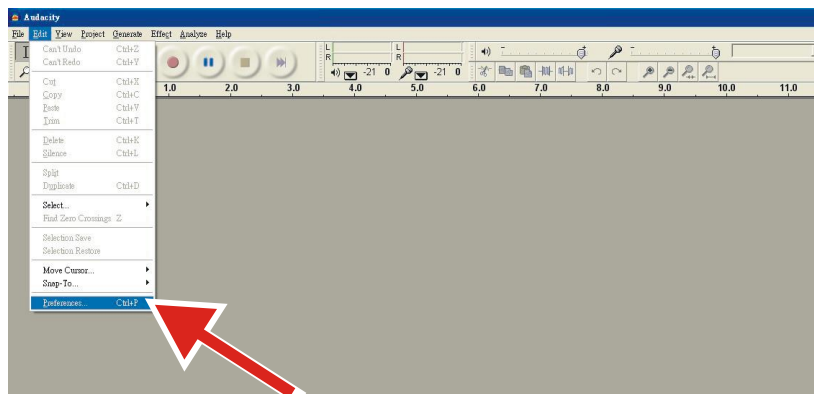 Audacity
File Edit View Project Generate Effect Analyze Help
Can't Undo Ctrl+Z
Can't Redo Ctrl+Y
Cut Ctrl+X
Copy Ctrl+C
Paste Ctrl+V
Trim Ctrl+T
Delete Ctrl+K
Silence Ctrl+L
Split
Duplicate Ctrl+D
Select...
Find Zero Crossings Z
Selection Save
Selection Restore
Move Cursor...
Snap-To...
Preferences... Ctrl+P
L L
R R
-21 0 -21 0
1.0 2.0 3.0 4.0 5.0 6.0 7.0 8.0 9.0 10.0 11.0